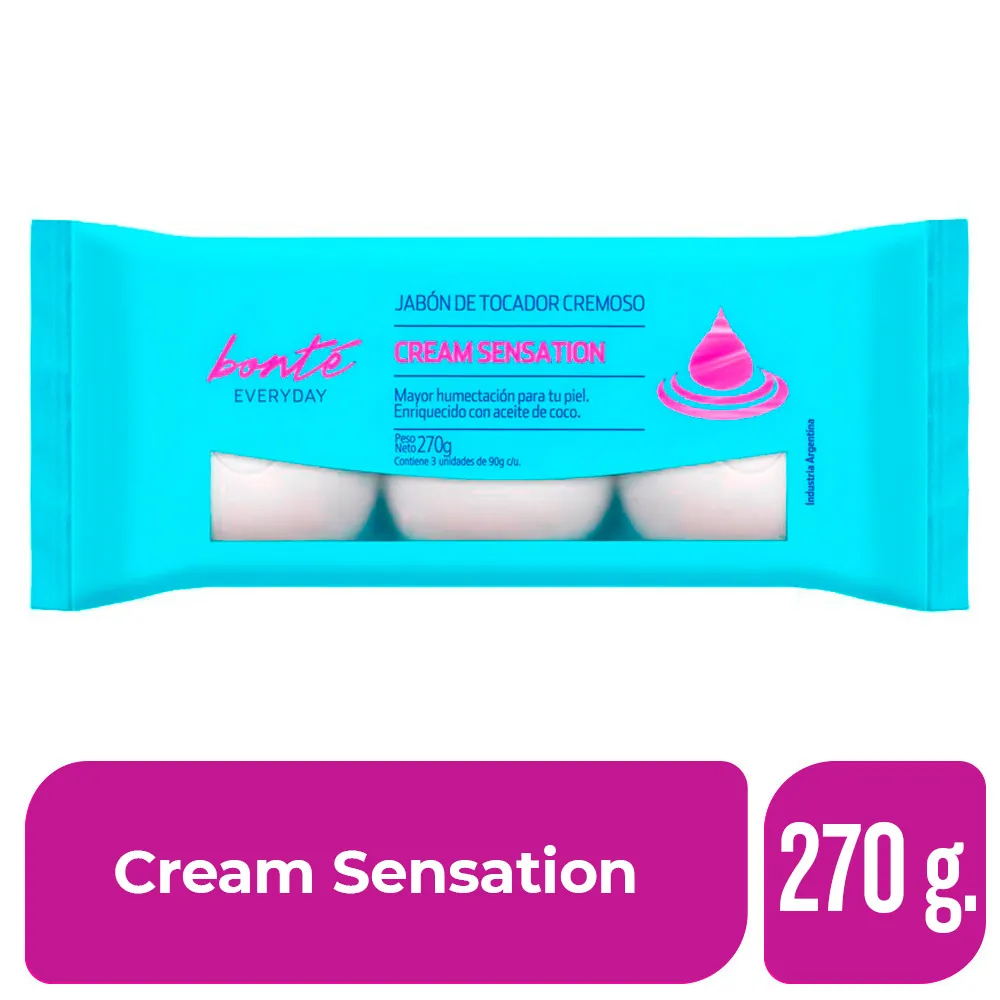 bonté
EVERYDAY
JABÓN DE TOCADOR CREMOSO
CREAM SENSATION
Mayor humectación para tu piel.
Enriquecido con aceite de coco.
Peso
Neto 270g
Contiene 3 unidades de 90g c/u.
Industria Argentina
Cream Sensation
270 g.